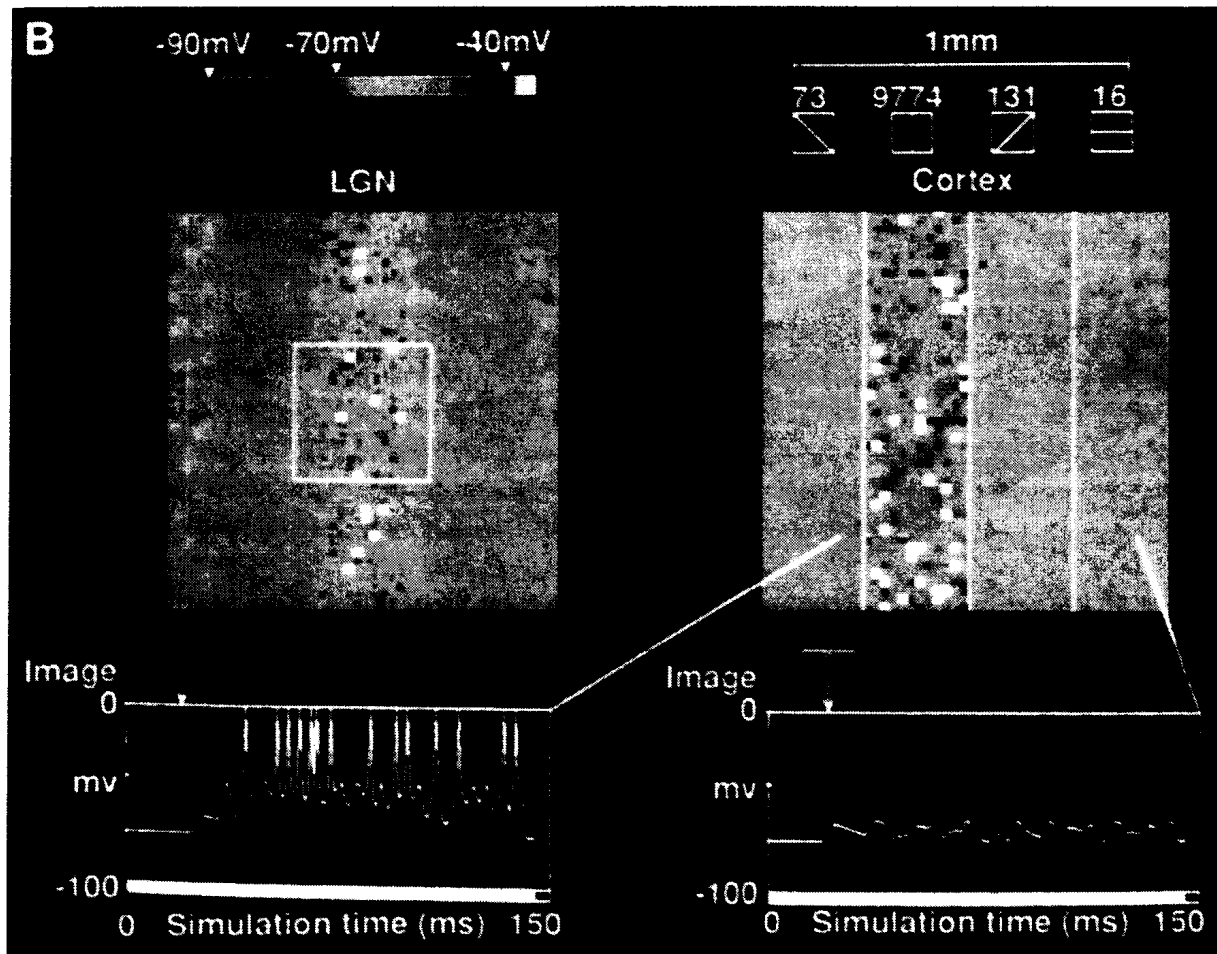 B
-90mV -70mV -40mV
1mm
73 9774 131 16
LGN
Cortex
Image
0
mv
-100
0 Simulation time (ms) 150
Image
0
mv
-100
0 Simulation time (ms) 150